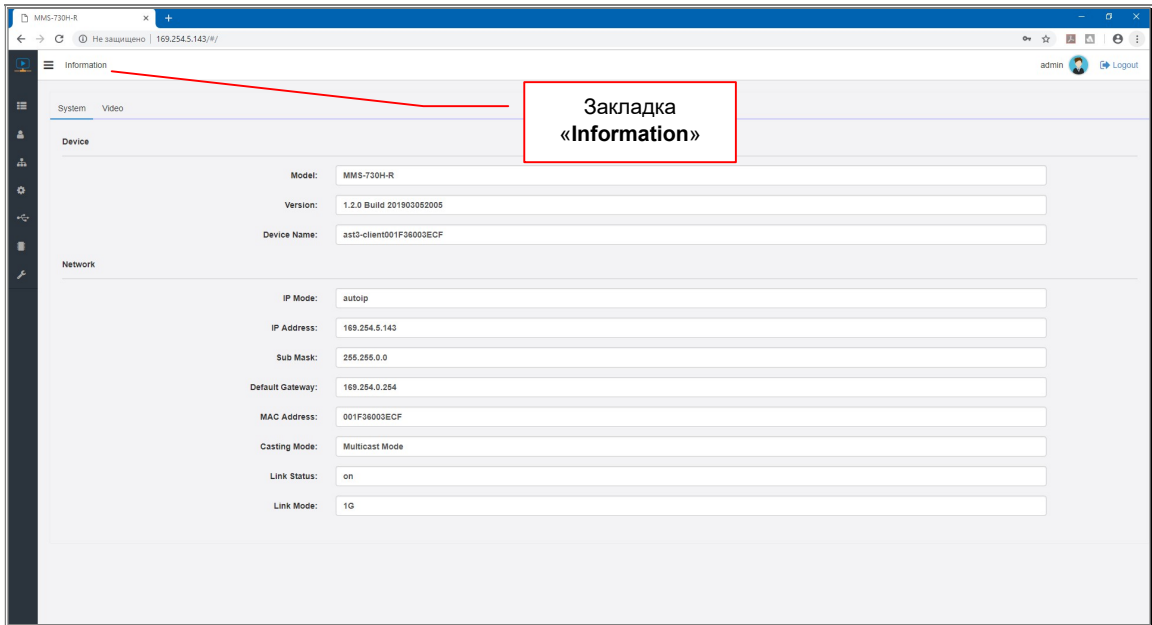 MMS-730H-R
Не защищено | 169.254.5.143/#/
Information
admin Logout
Закладка
«Information»
System Video
Device
Model: MMS-730H-R
Version: 1.2.0 Build 201903052005
Device Name: ast3-client001F36003ECF
Network
IP Mode: autoip
IP Address: 169.254.5.143
Sub Mask: 255.255.0.0
Default Gateway: 169.254.0.254
MAC Address: 001F36003ECF
Casting Mode: Multicast Mode
Link Status: on
Link Mode: 1G